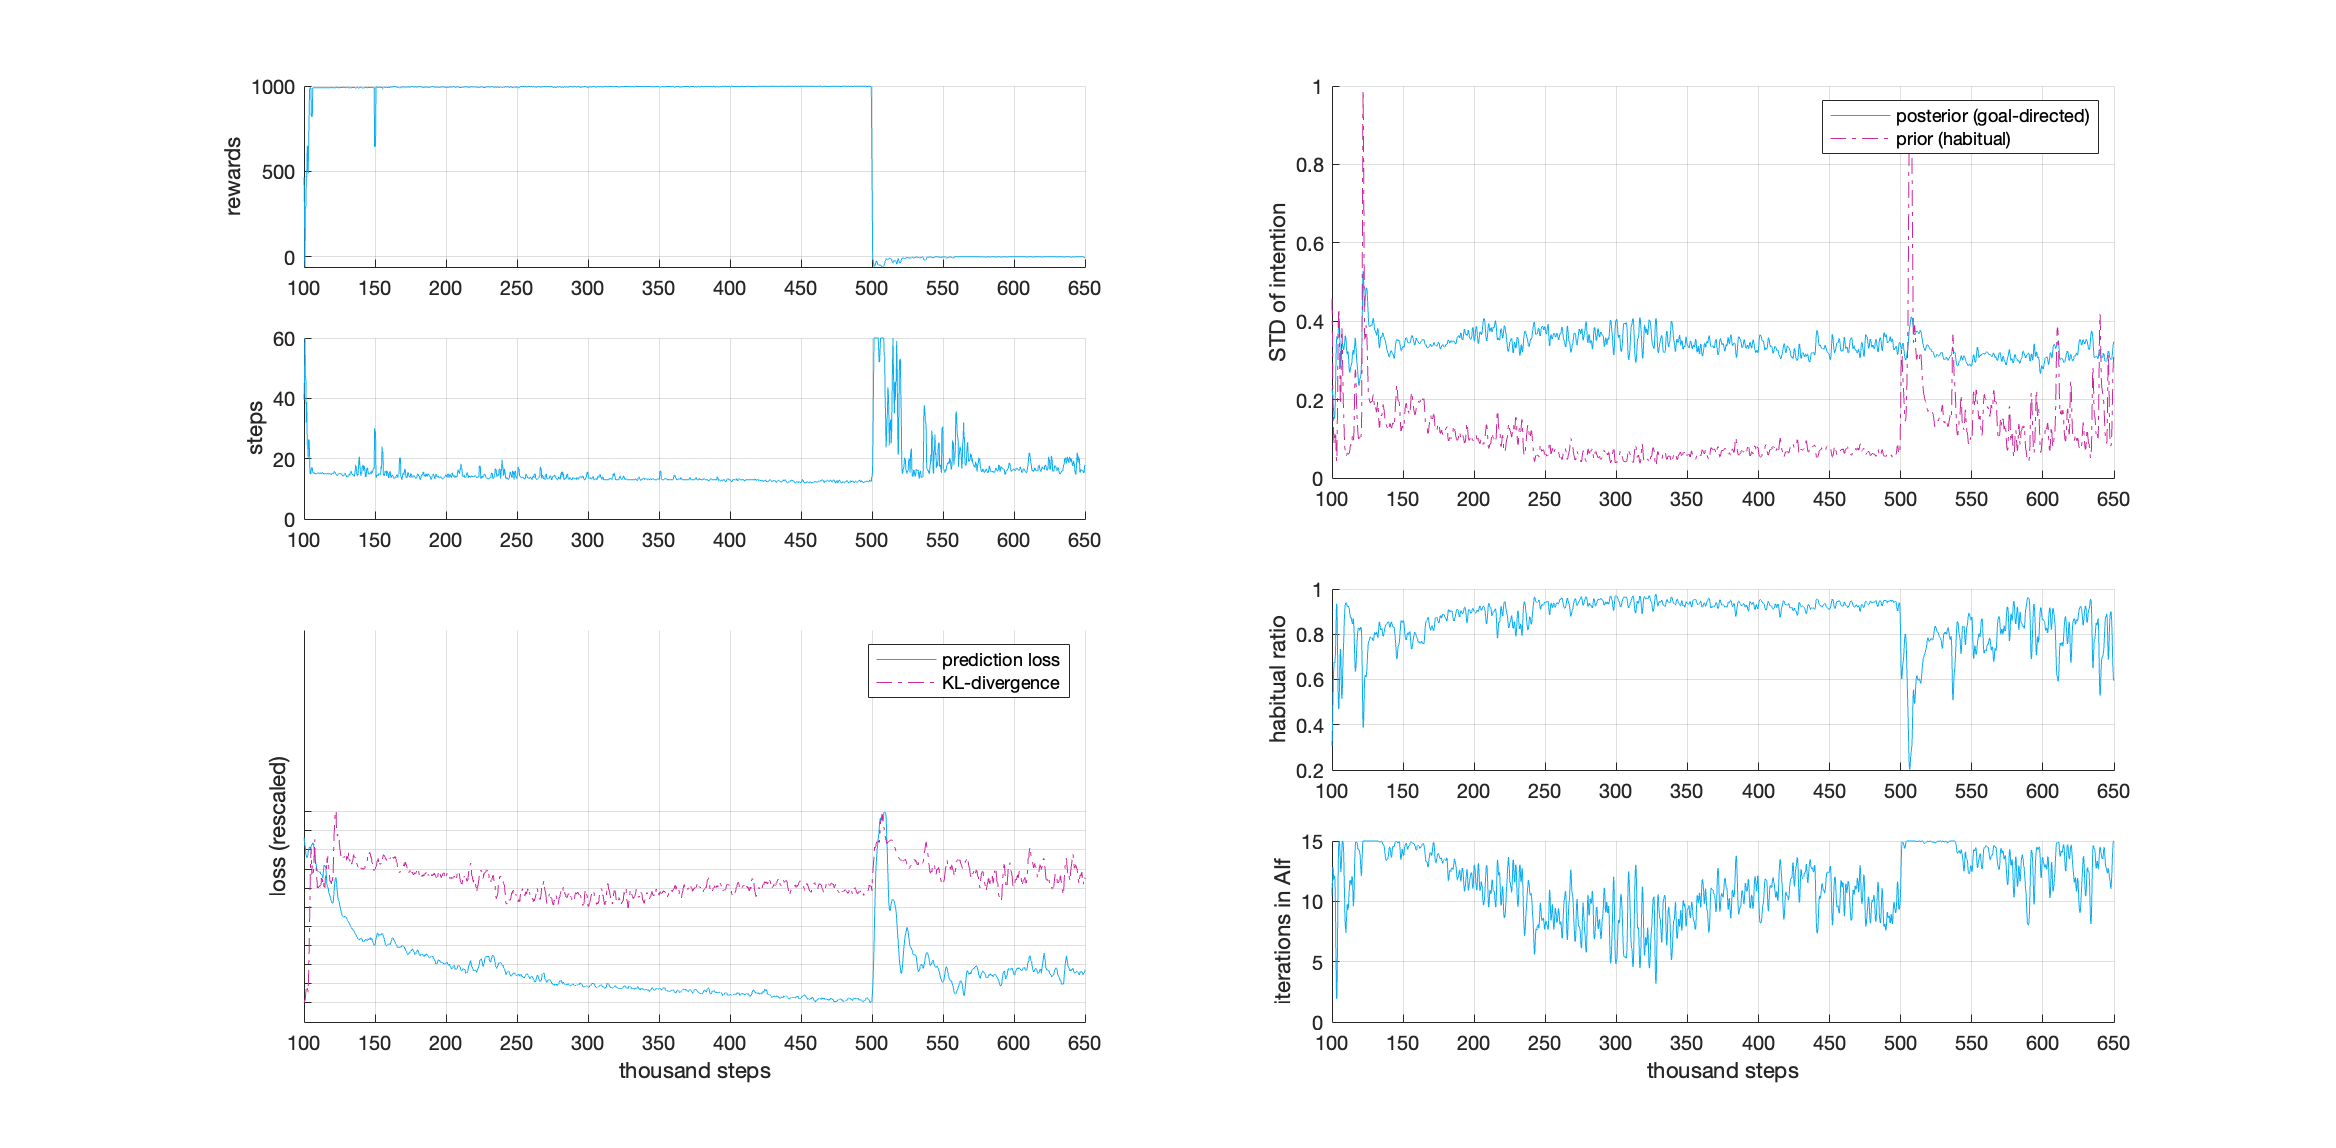 1000
500
0
rewards
100 150 200 250 300 350 400 450 500 550 600 650
60
40
20
0
steps
100 150 200 250 300 350 400 450 500 550 600 650
prediction loss
KL-divergence
loss (rescaled)
100 150 200 250 300 350 400 450 500 550 600 650
thousand steps
1
0.8
0.6
0.4
0.2
0
STD of intention
posterior (goal-directed)
prior (habitual)
100 150 200 250 300 350 400 450 500 550 600 650
1
0.8
0.6
0.4
0.2
habitual ratio
100 150 200 250 300 350 400 450 500 550 600 650
15
10
5
0
iterations in AIf
100 150 200 250 300 350 400 450 500 550 600 650
thousand steps